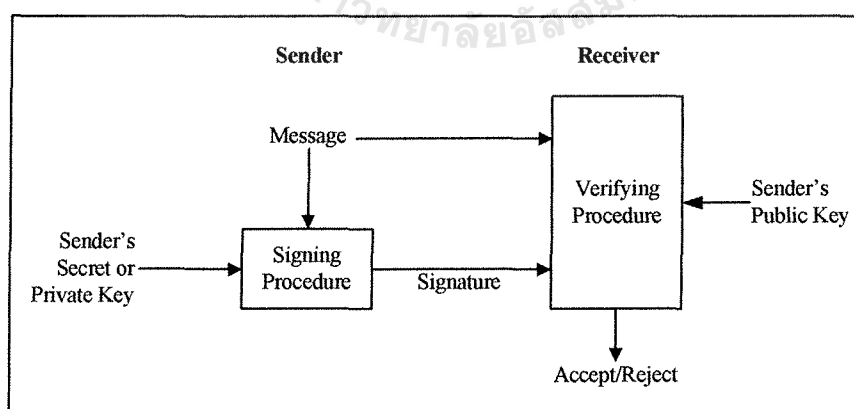 Sender
Receiver
Message
Verifying
Procedure
Sender's
Public Key
Sender's
Secret or
Private Key
Signing
Procedure
Signature
Accept/Reject